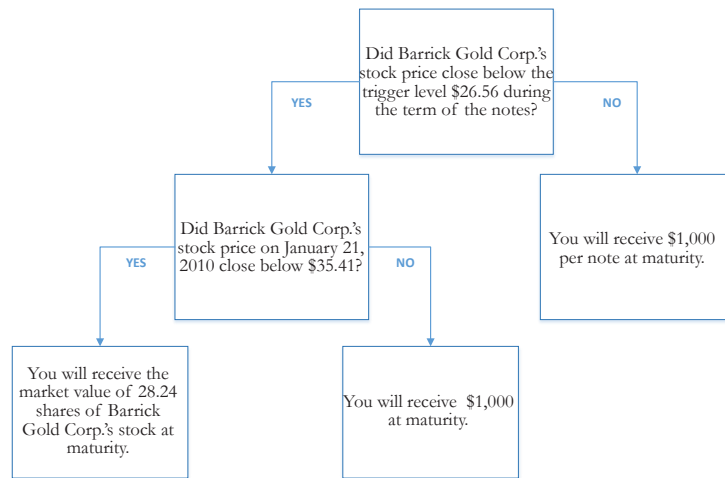 Did Barrick Gold Corp.'s
stock price close below the
trigger level $26.56 during
the term of the notes?
YES
NO
Did Barrick Gold Corp.'s
stock price on January 21,
2010 close below $35.41?
You will receive $1,000
per note at maturity.
YES
NO
You will receive the
market value of 28.24
shares of Barrick
Gold Corp.'s stock at
maturity.
You will receive $1,000
at maturity.